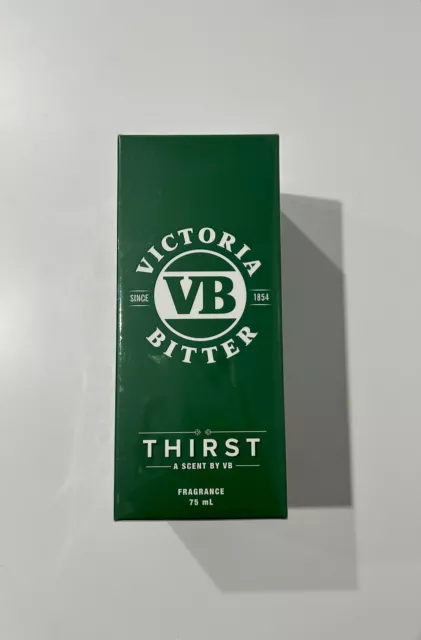 VICTORIA
SINCE VB 1854
BITTER
THIRST
A SCENT BY VB
FRAGRANCE
75 mL